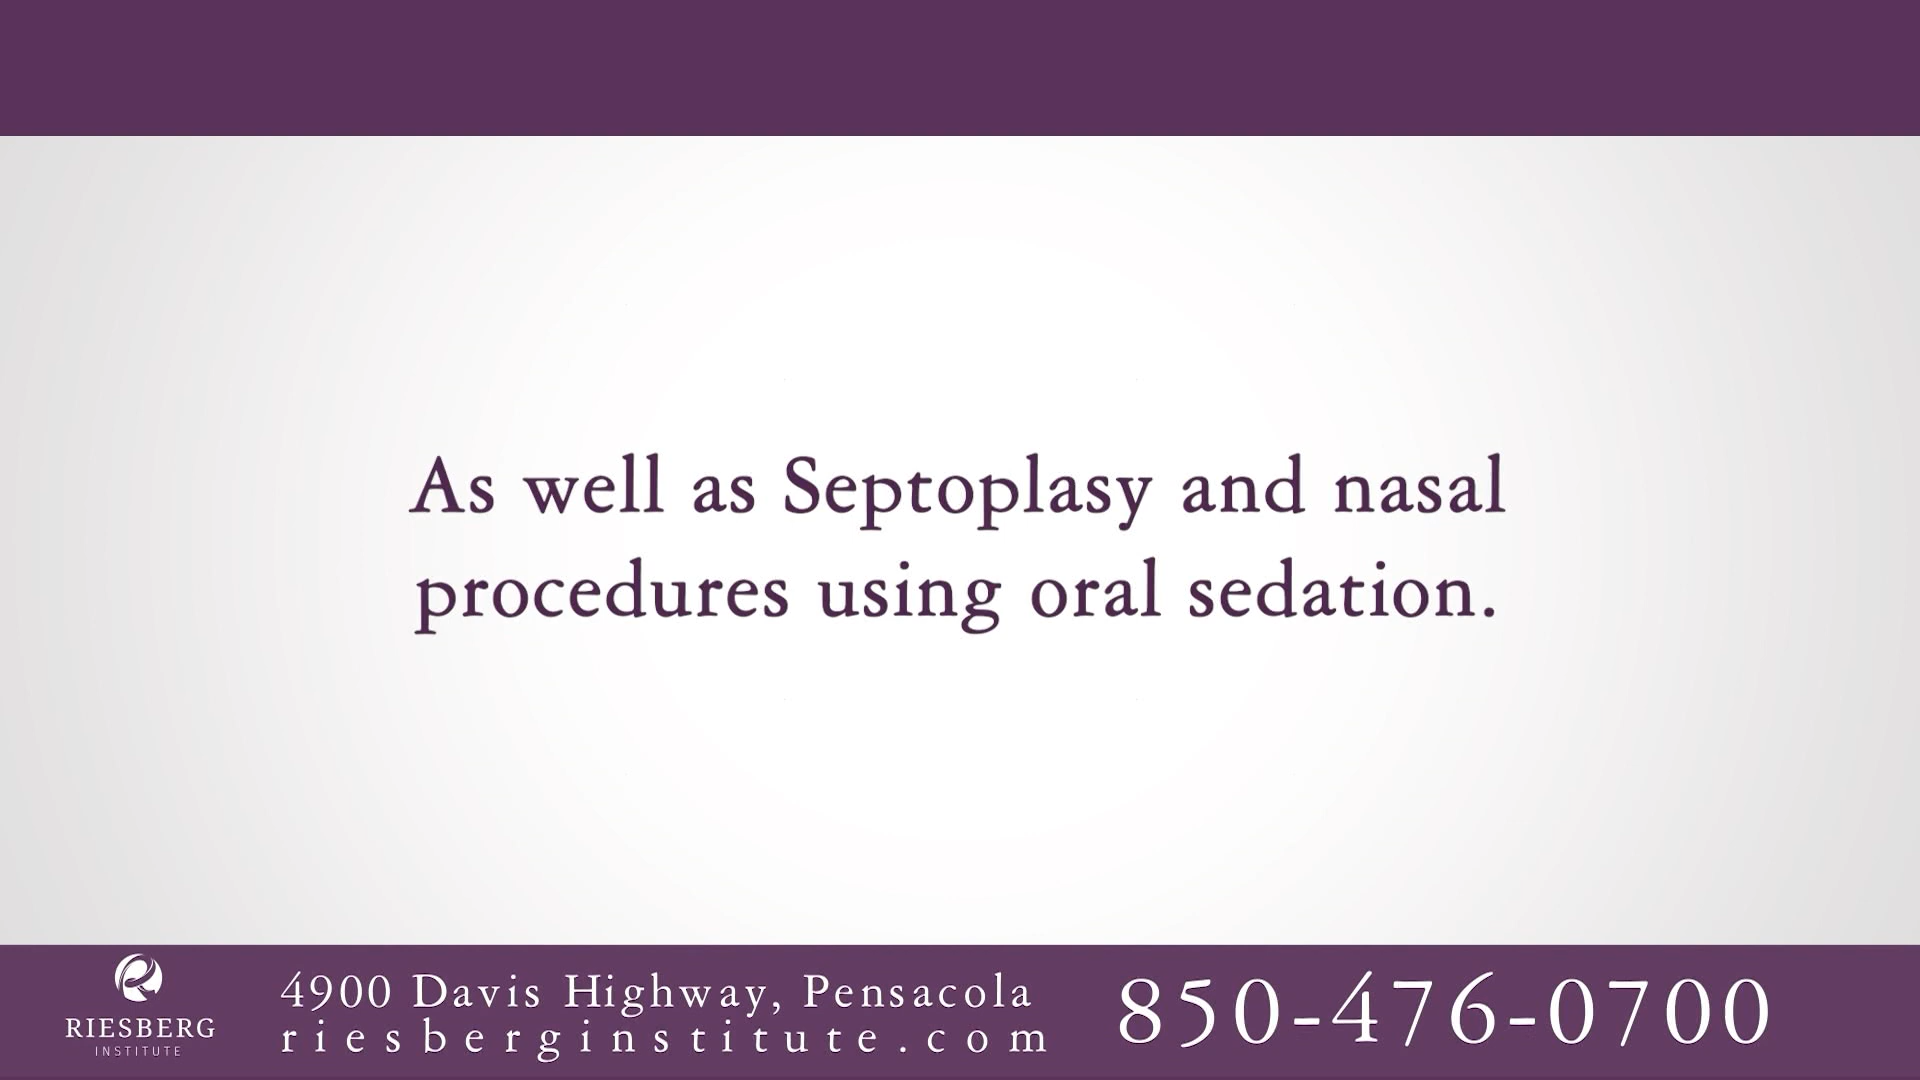 As well as Septoplasy and nasal
procedures using oral sedation.
RIESBERG
INSTITUTE
4900 Davis Highway, Pensacola
riesberginstitute.com
850-476-0700